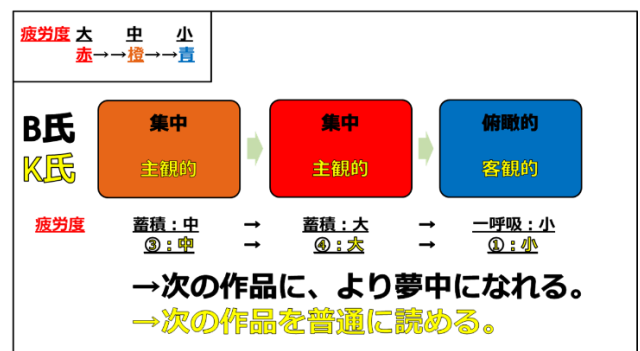 疲労度 大 中 小
赤→→橙→→青
B氏 集中 集中 俯瞰的
K氏 主観的 主観的 客観的
疲労度 蓄積:中 → 蓄積:大 → 一呼吸:小
③:中 → ④:大 → ①:小
→次の作品に、より夢中になれる。
→次の作品を普通に読める。